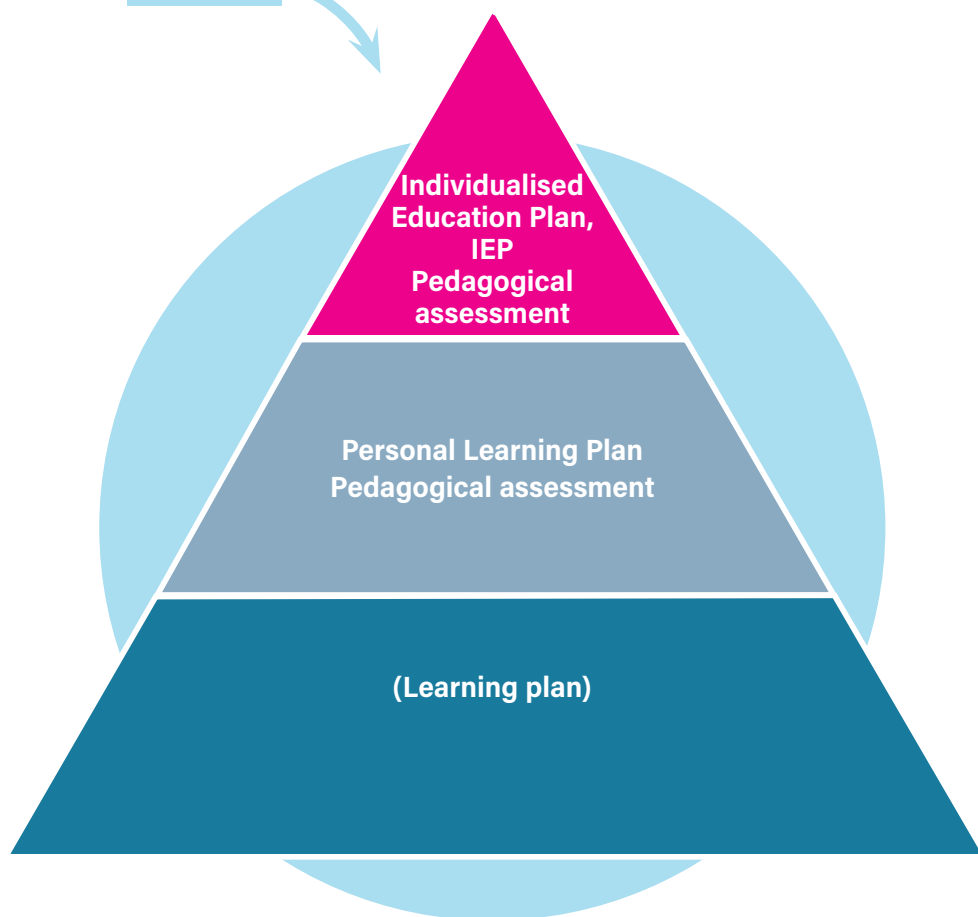 Individualised
Education Plan,
IEP
Pedagogical
assessment
Personal Learning Plan
Pedagogical assessment
(Learning plan)